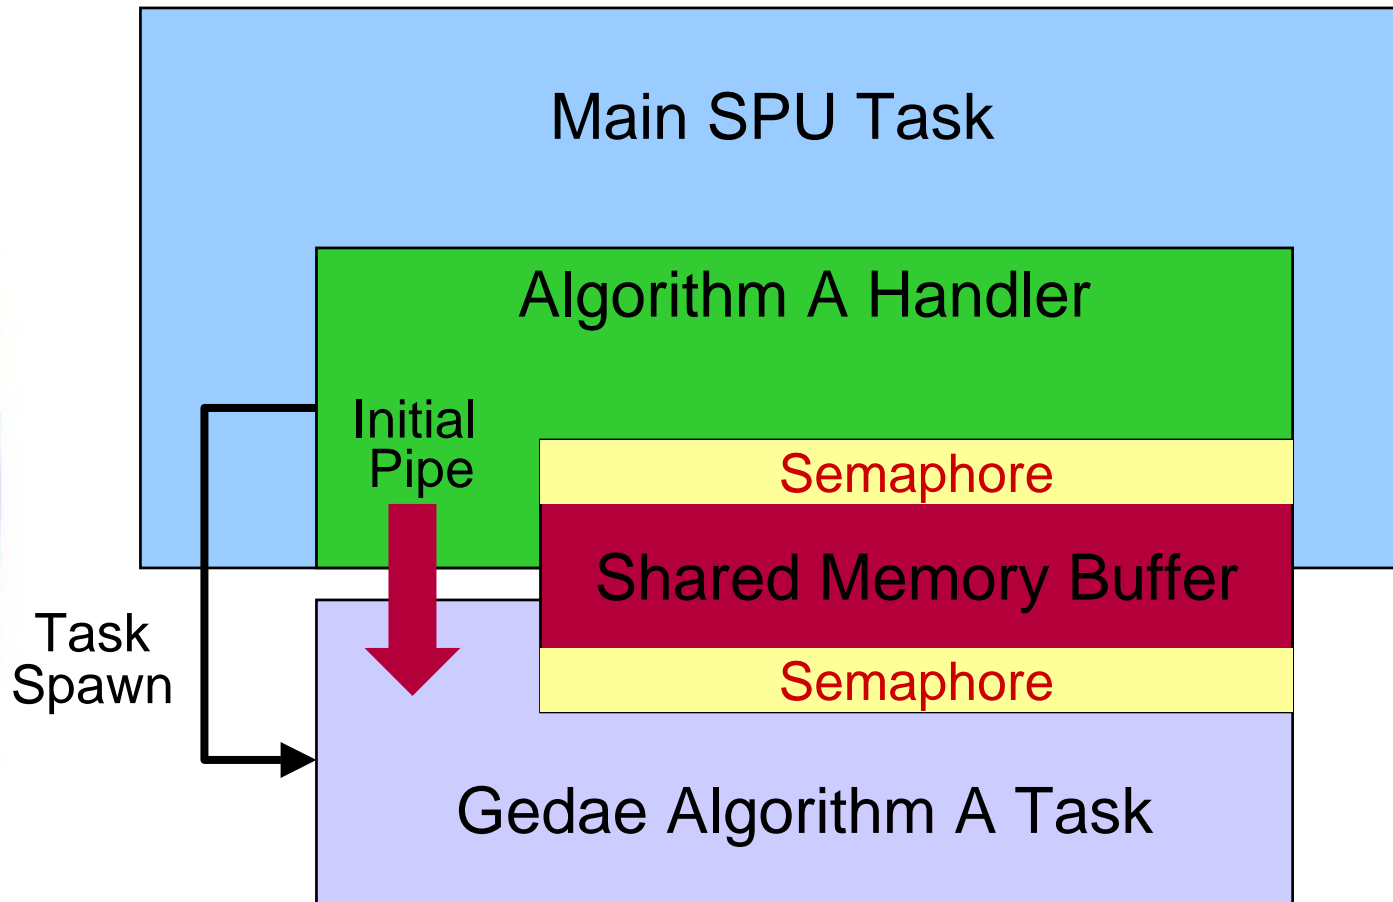 Main SPU Task
Algorithm A Handler
Initial
Pipe
Semaphore
Shared Memory Buffer
Task
Spawn
Semaphore
Gedae Algorithm A Task